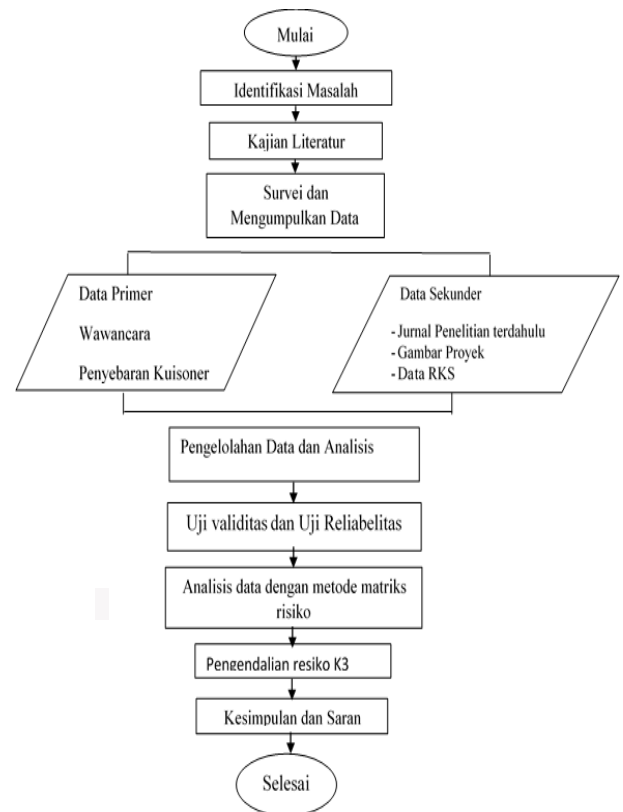 Mulai
Identifikasi Masalah
Kajian Literatur
Survei dan
Mengumpulkan Data
Data Primer
Wawancara
Penyebaran Kuisoner
Data Sekunder
- Jurnal Penelitian terdahulu
- Gambar Proyek
- Data RKS
Pengelolahan Data dan Analisis
Uji validitas dan Uji Reliabelitas
Analisis data dengan metode matriks
risiko
Pengendalian resiko K3
Kesimpulan dan Saran
Selesai